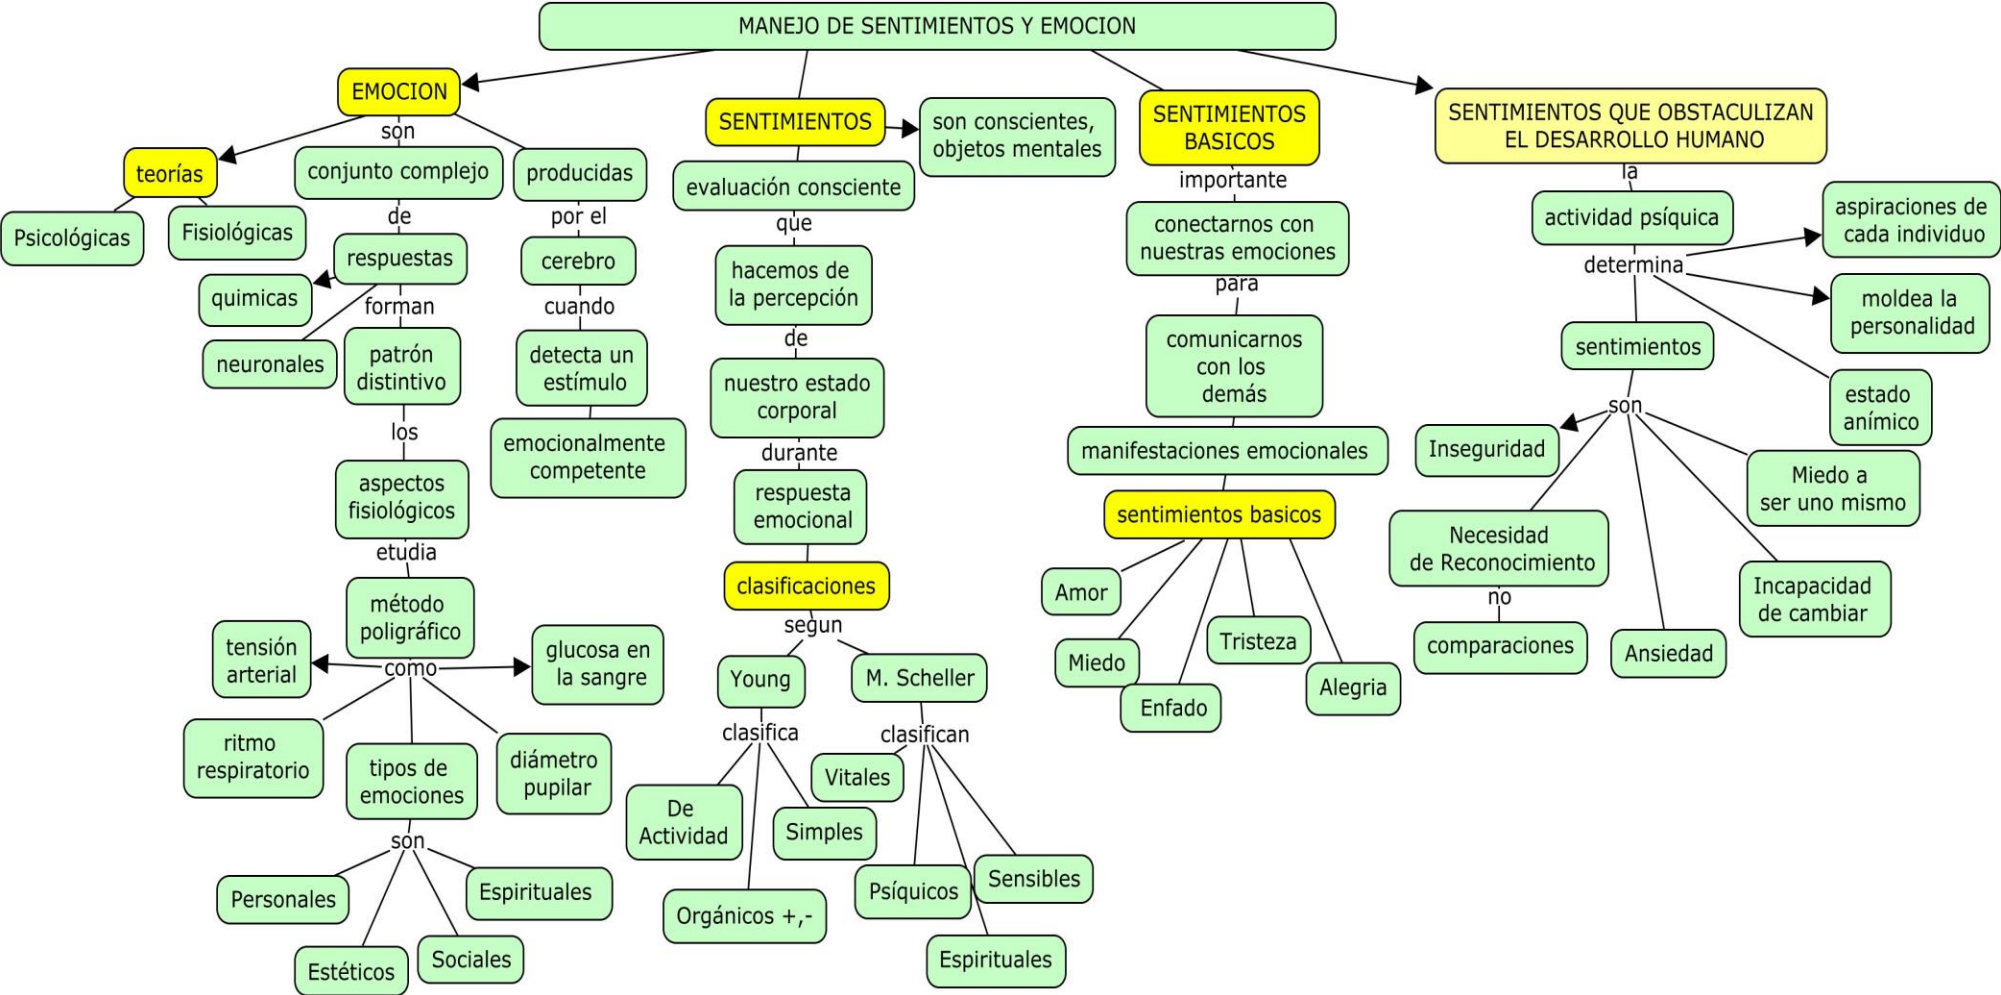 MANEJO DE SENTIMIENTOS Y EMOCION
EMOCION
son
teorías
Psicológicas
Fisiológicas
conjunto complejo
de
respuestas
quimicas
neuronales
forman
patrón
distintivo
los
aspectos
fisiológicos
etudia
método
poligráfico
como
tensión
arterial
glucosa en
la sangre
ritmo
respiratorio
tipos de
emociones
diámetro
pupilar
son
Personales
Estéticos
Sociales
Espirituales
producidas
por el
cerebro
cuando
detecta un
estímulo
emocionalmente
competente
SENTIMIENTOS
son conscientes,
objetos mentales
evaluación consciente
que
hacemos de
la percepción
de
nuestro estado
corporal
durante
respuesta
emocional
clasificaciones
segun
Young
clasifica
De
Actividad
Orgánicos +,-
Simples
M. Scheller
clasifican
Vitales
Psíquicos
Espirituales
Sensibles
SENTIMIENTOS
BASICOS
importante
conectarnos con
nuestras emociones
para
comunicarnos
con los
demás
manifestaciones emocionales
sentimientos basicos
Amor
Miedo
Enfado
Tristeza
Alegria
SENTIMIENTOS QUE OBSTACULIZAN
EL DESARROLLO HUMANO
la
actividad psíquica
determina
aspiraciones de
cada individuo
moldea la
personalidad
estado
anímico
sentimientos
son
Inseguridad
Necesidad
de Reconocimiento
no
comparaciones
Ansiedad
Incapacidad
de cambiar
Miedo a
ser uno mismo